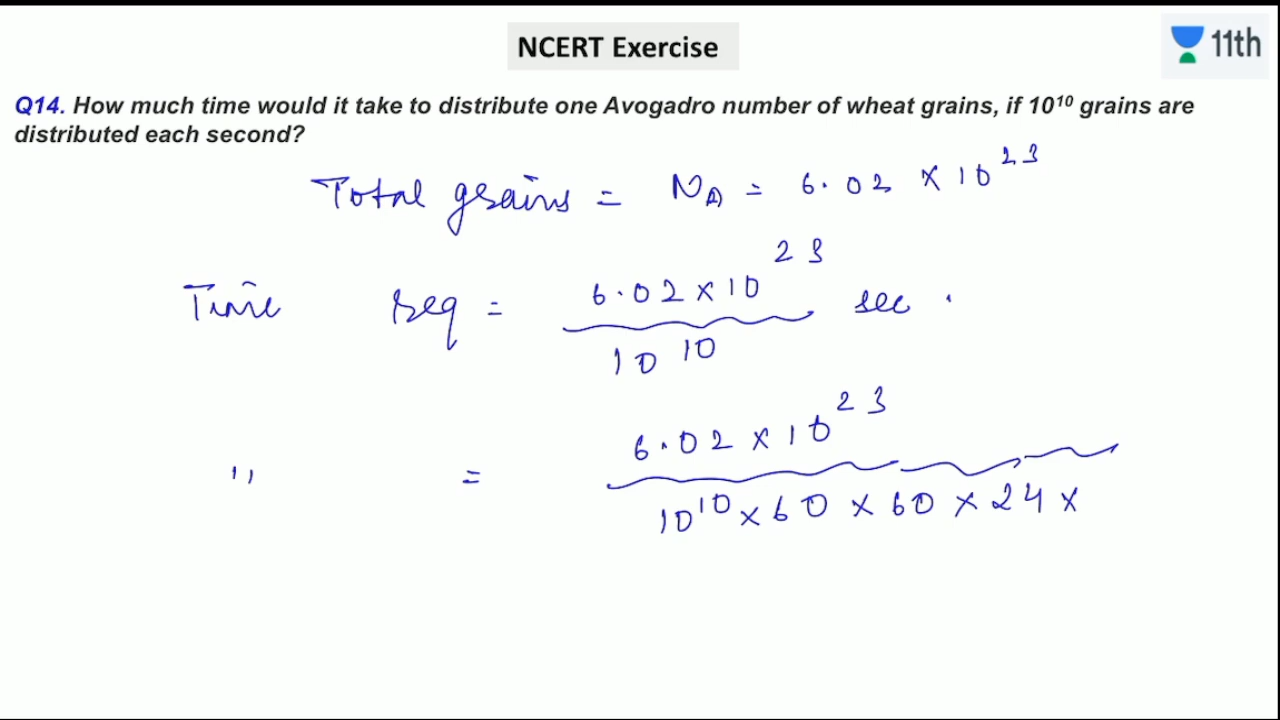 NCERT Exercise
11th
Q14. How much time would it take to distribute one Avogadro number of wheat grains, if 10¹⁰ grains are
distributed each second?
Total grains = N_A = 6.02 × 10²³
Time req = 6.02 × 10²³ / 10¹⁰ sec.
,, = 6.02 × 10²³ / 10¹⁰ × 60 × 60 × 24 ×